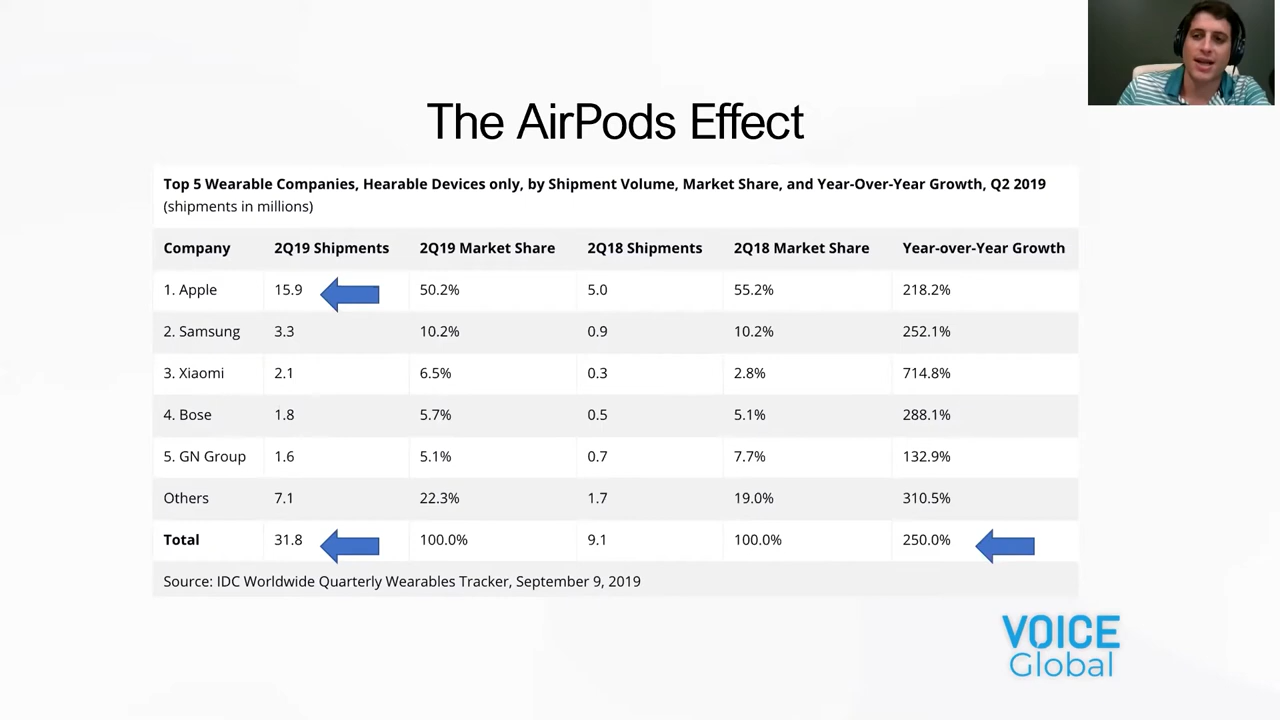 The AirPods Effect
Top 5 Wearable Companies, Hearable Devices only, by Shipment Volume, Market Share, and Year-Over-Year Growth, Q2 2019
(shipments in millions)
Company 2Q19 Shipments 2Q19 Market Share 2Q18 Shipments 2Q18 Market Share Year-over-Year Growth
1. Apple 15.9 50.2% 5.0 55.2% 218.2%
2. Samsung 3.3 10.2% 0.9 10.2% 252.1%
3. Xiaomi 2.1 6.5% 0.3 2.8% 714.8%
4. Bose 1.8 5.7% 0.5 5.1% 288.1%
5. GN Group 1.6 5.1% 0.7 7.7% 132.9%
Others 7.1 22.3% 1.7 19.0% 310.5%
Total 31.8 100.0% 9.1 100.0% 250.0%
Source: IDC Worldwide Quarterly Wearables Tracker, September 9, 2019
VOICE
Global